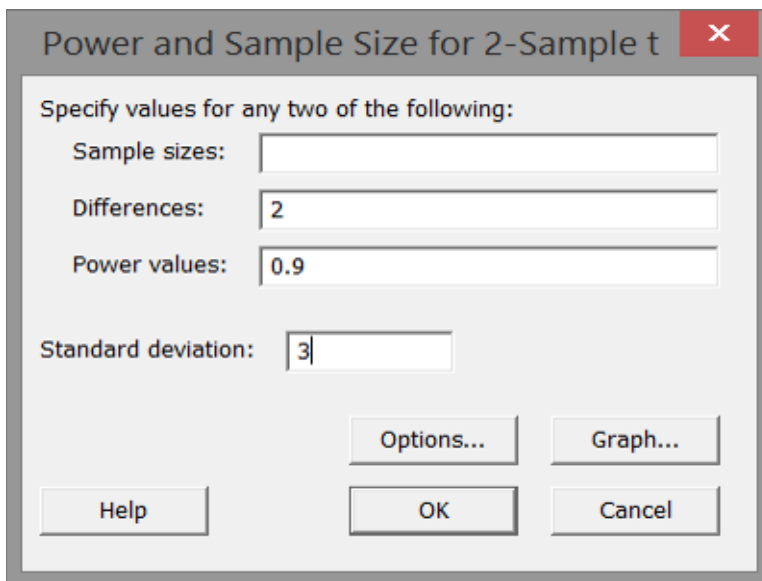 Power and Sample Size for 2-Sample t
Specify values for any two of the following:
Sample sizes:
Differences: 2
Power values: 0.9
Standard deviation: 3
Options... Graph...
Help OK Cancel